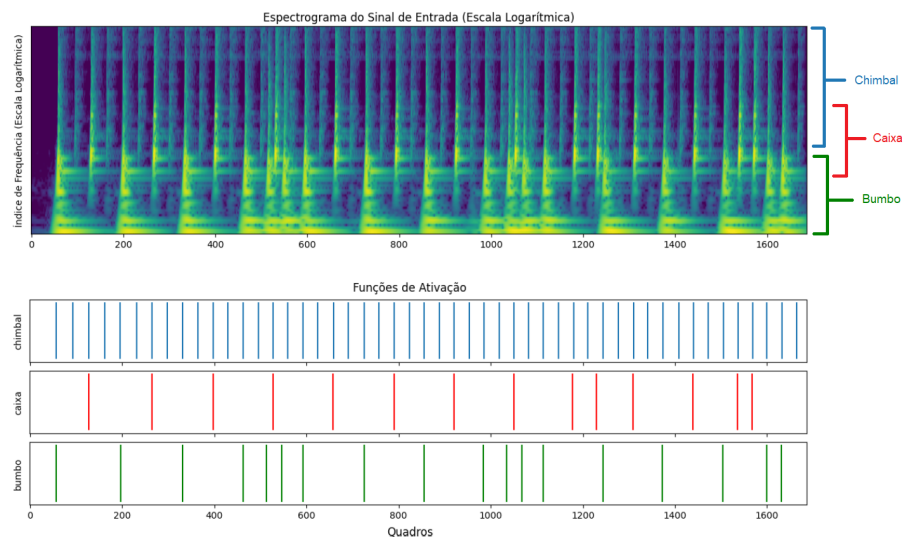 Espectrograma do Sinal de Entrada (Escala Logarítmica)
Índice de Frequência (Escala Logarítmica)
Chimbal
Caixa
Bumbo
0 200 400 600 800 1000 1200 1400 1600
Funções de Ativação
chimbal
caixa
bumbo
0 200 400 600 800 1000 1200 1400 1600
Quadros